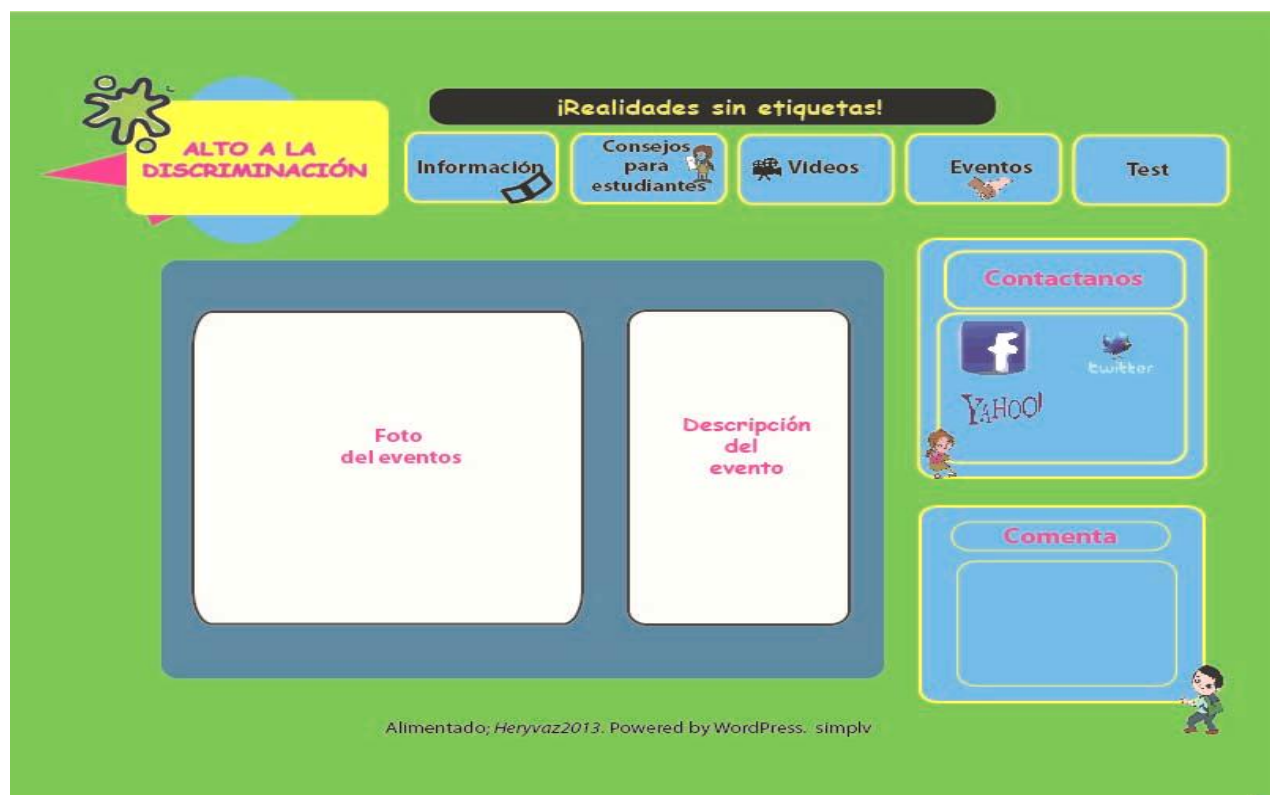 ¡Realidades sin etiquetas!
ALTO A LA
DISCRIMINACIÓN
Información
Consejos
para
estudiantes
Videos
Eventos
Test
Contactanos
f
twitter
YAHOO!
Foto
del eventos
Descripción
del
evento
Comenta
Alimentado; Heryvaz2013. Powered by WordPress. simplv